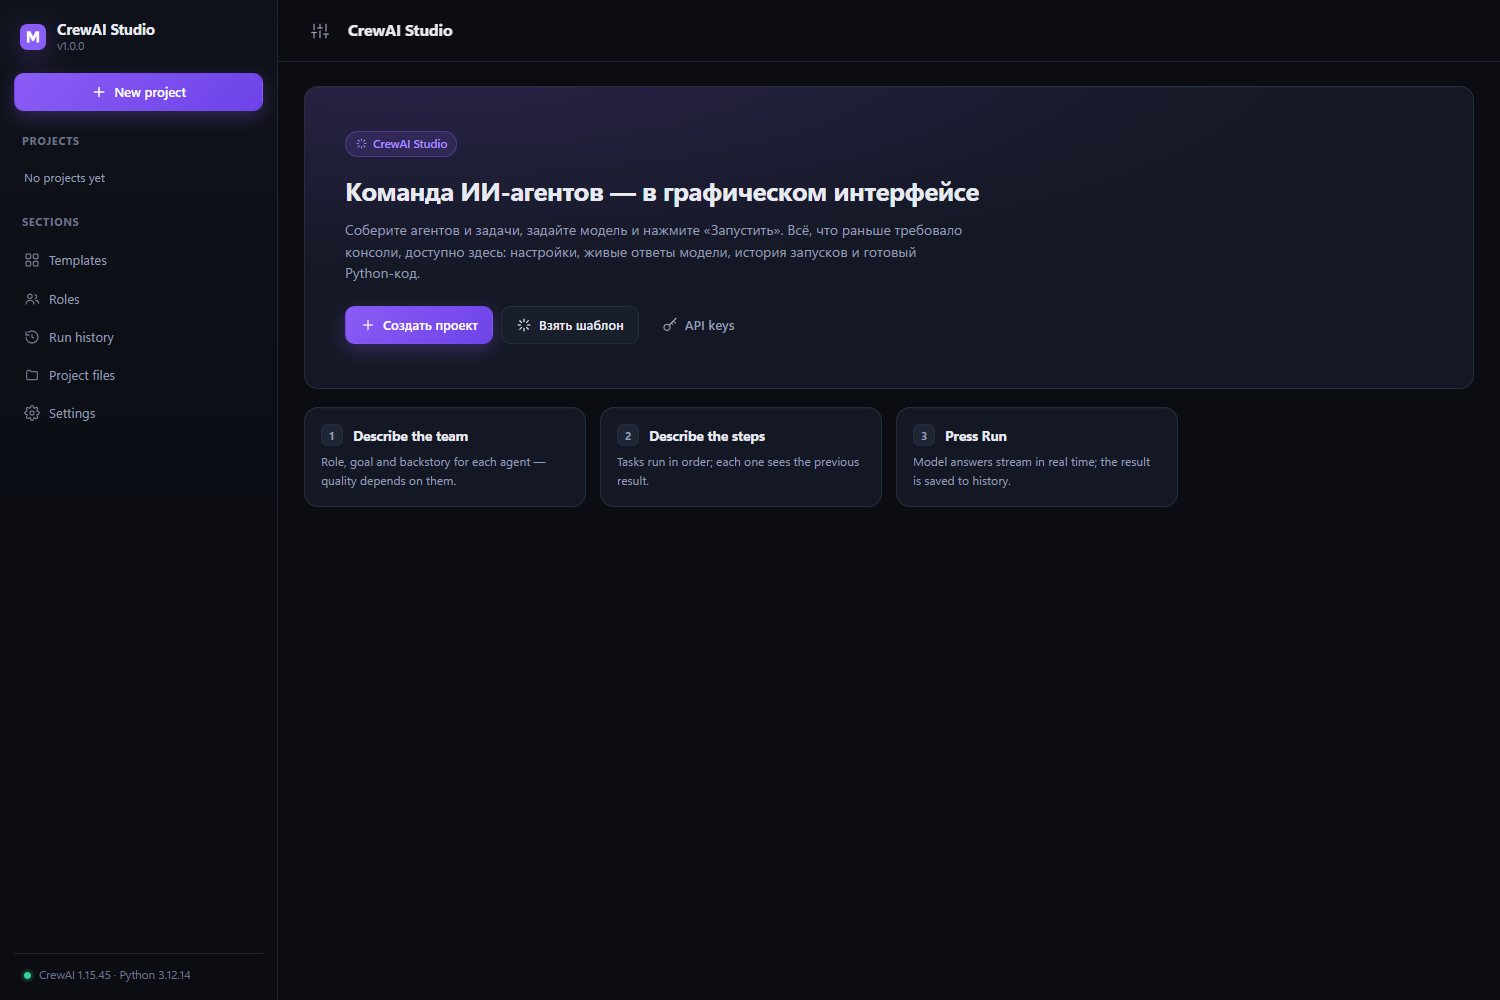 M
CrewAI Studio
v1.0.0
New project
PROJECTS
No projects yet
SECTIONS
Templates
Roles
Run history
Project files
Settings
CrewAI 1.15.45 · Python 3.12.14
CrewAI Studio
CrewAI Studio
Команда ИИ-агентов — в графическом интерфейсе
Соберите агентов и задачи, задайте модель и нажмите «Запустить». Всё, что раньше требовало
консоли, доступно здесь: настройки, живые ответы модели, история запусков и готовый
Python-код.
Создать проект
Взять шаблон
API keys
1 Describe the team
Role, goal and backstory for each agent —
quality depends on them.
2 Describe the steps
Tasks run in order; each one sees the previous
result.
3 Press Run
Model answers stream in real time; the result
is saved to history.